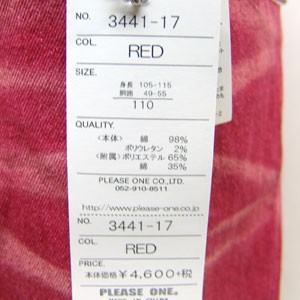 NO. 3441-17
COL.
RED
SIZE.
身長 105-115
胴囲 49-55
110
QUALITY.
〈本体〉 綿 98%
ポリウレタン 2%
〈附属〉ポリエステル 65%
綿 35%
PLEASE ONE CO.,LTD.
052-910-8511
http://www.please-one.co.jp
NO. 3441-17
COL.
RED
PRICE.
本体価格 ¥4,600+税
PLEASE ONE.